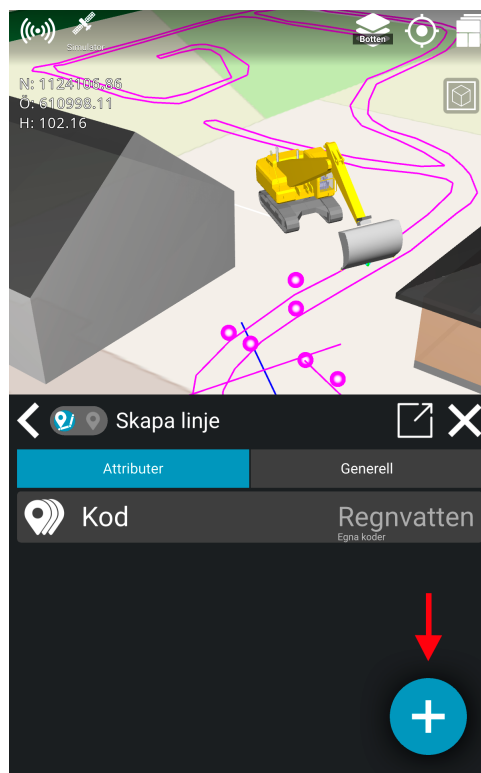 Simulator
Botten
N: 1124106.86
Ö: 610998.11
H: 102.16
Skapa linje
Attributer
Generell
Kod
Regnvatten
Egna koder